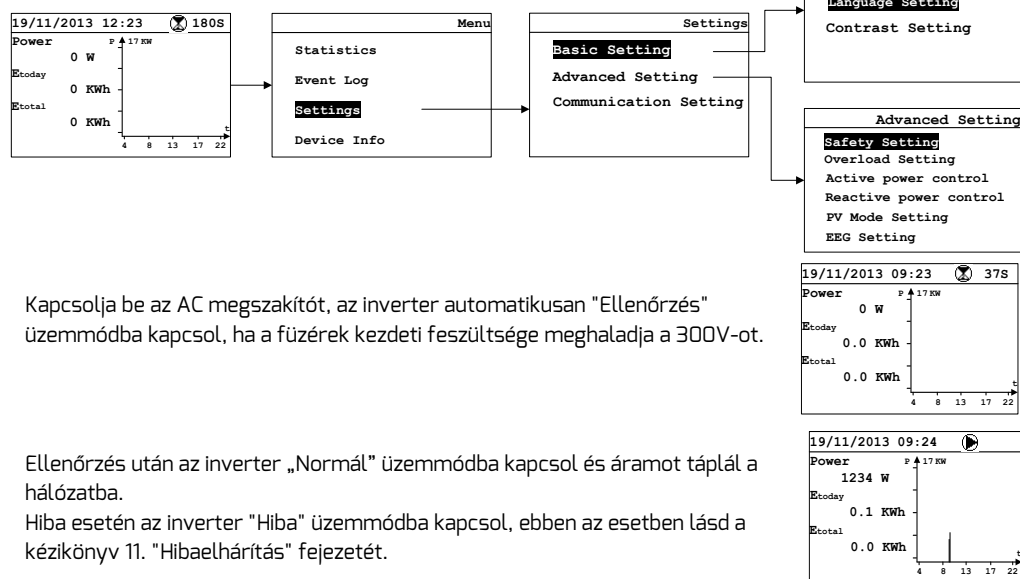 Language Setting
Contrast Setting
19/11/2013 12:23 180S
Power P 17 KW
0 W
Etoday
0 KWh
Etotal
0 KWh
t
4 8 13 17 22
Menu
Statistics
Event Log
Settings
Device Info
Settings
Basic Setting
Advanced Setting
Communication Setting
Advanced Setting
Safety Setting
Overload Setting
Active power control
Reactive power control
PV Mode Setting
EEG Setting
Kapcsolja be az AC megszakítót, az inverter automatikusan "Ellenőrzés"
üzemmódba kapcsol, ha a füzérek kezdeti feszültsége meghaladja a 300V-ot.
19/11/2013 09:23 37S
Power P 17 KW
0 W
Etoday
0.0 KWh
Etotal
0.0 KWh
t
4 8 13 17 22
Ellenőrzés után az inverter „Normál” üzemmódba kapcsol és áramot táplál a
hálózatba.
Hiba esetén az inverter "Hiba" üzemmódba kapcsol, ebben az esetben lásd a
kézikönyv 11. "Hibaelhárítás" fejezetét.
19/11/2013 09:24
Power P 17 KW
1234 W
Etoday
0.1 KWh
Etotal
0.0 KWh
t
4 8 13 17 22